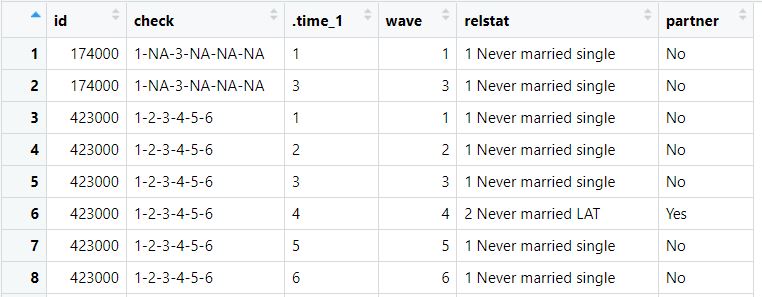 id check .time_1 wave relstat partner
1 174000 1-NA-3-NA-NA-NA 1 1 1 Never married single No
2 174000 1-NA-3-NA-NA-NA 3 3 1 Never married single No
3 423000 1-2-3-4-5-6 1 1 1 Never married single No
4 423000 1-2-3-4-5-6 2 2 1 Never married single No
5 423000 1-2-3-4-5-6 3 3 1 Never married single No
6 423000 1-2-3-4-5-6 4 4 2 Never married LAT Yes
7 423000 1-2-3-4-5-6 5 5 1 Never married single No
8 423000 1-2-3-4-5-6 6 6 1 Never married single No